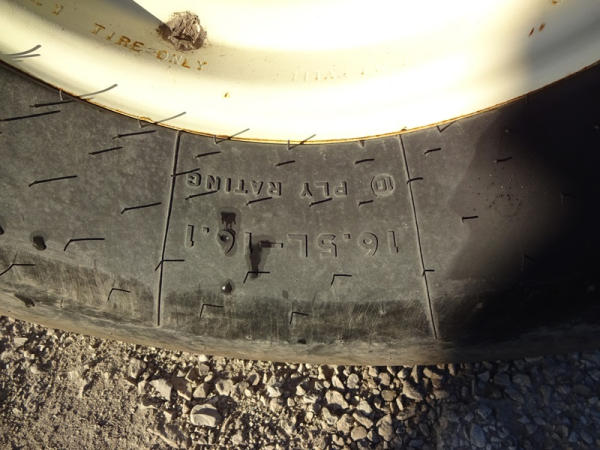 TIRE ONLY
16.5L-16.1
10 PLY RATING